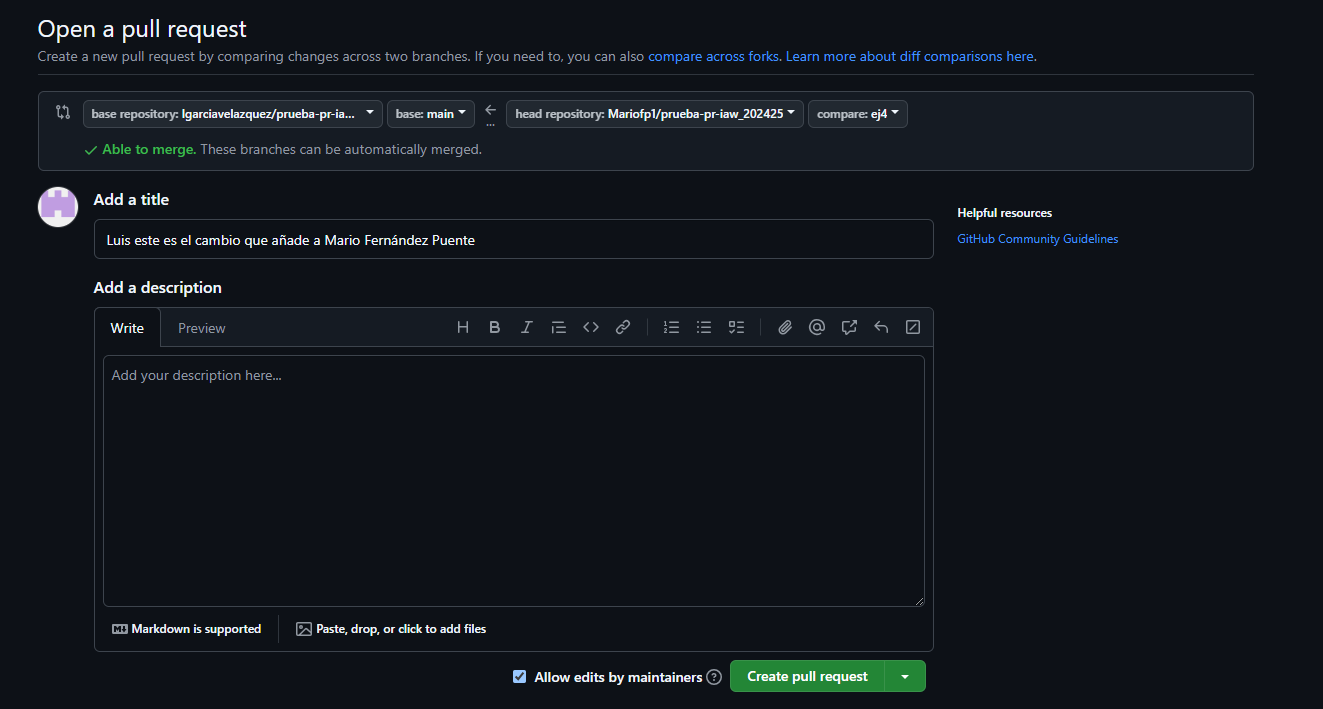 Open a pull request
Create a new pull request by comparing changes across two branches. If you need to, you can also compare across forks. Learn more about diff comparisons here.
base repository: lgarciavelazquez/prueba-pr-ia... base: main ← ... head repository: Mariofp1/prueba-pr-iaw_202425 compare: ej4
Able to merge. These branches can be automatically merged.
Add a title
Helpful resources
Luis este es el cambio que añade a Mario Fernández Puente
GitHub Community Guidelines
Add a description
Write Preview
Add your description here...
Markdown is supported Paste, drop, or click to add files
Allow edits by maintainers ? Create pull request